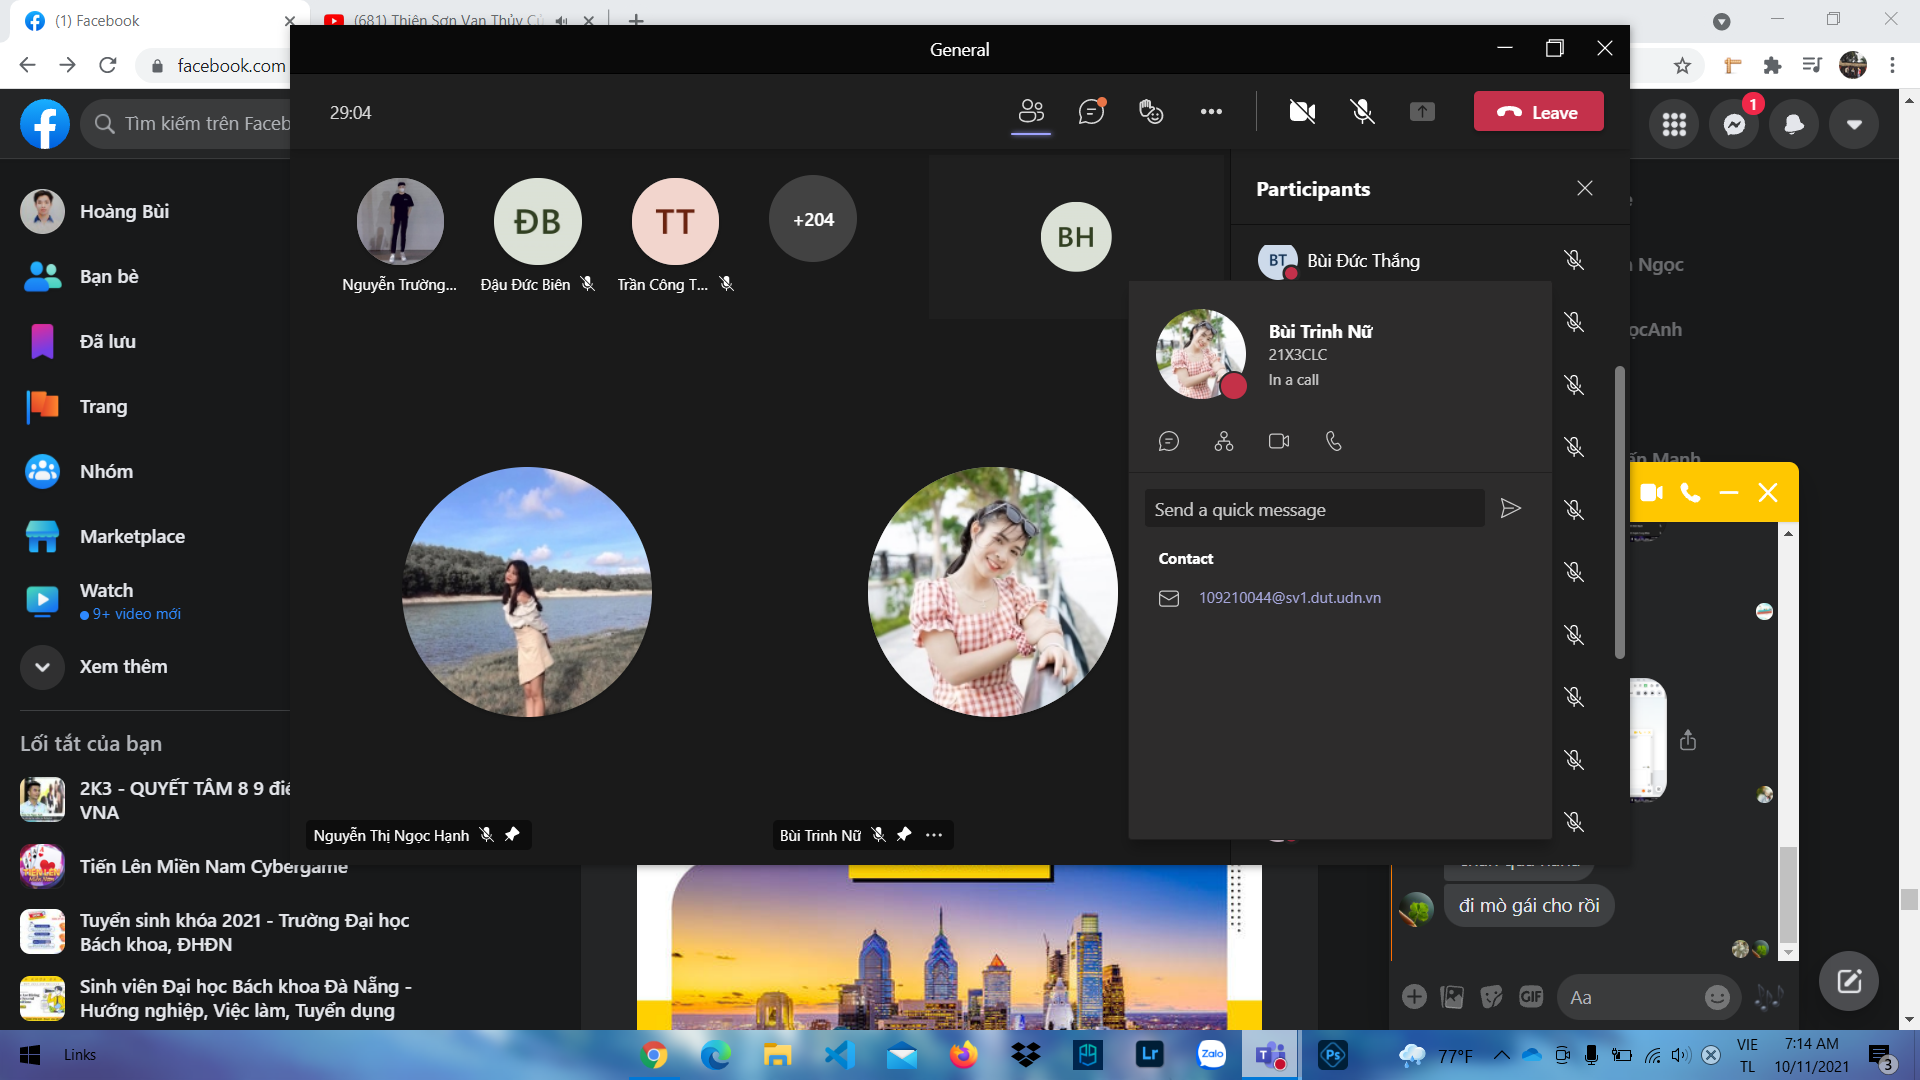 (1) Facebook
(681) Thiên Sơn Vạn Thủy Cử
facebook.com
General
29:04
Leave
Tìm kiếm trên Faceb
1
Hoàng Bùi
Bạn bè
Đã lưu
Trang
Nhóm
Marketplace
Watch
9+ video mới
Xem thêm
Lối tắt của bạn
2K3 - QUYẾT TÂM 8 9 điể
VNA
Tiến Lên Miền Nam Cybergame
Tuyển sinh khóa 2021 - Trường Đại học
Bách khoa, ĐHĐN
Sinh viên Đại học Bách khoa Đà Nẵng -
Hướng nghiệp, Việc làm, Tuyển dụng
ĐB
TT
+204
Nguyễn Trường...
Đậu Đức Biên
Trần Công T...
BH
Nguyễn Thị Ngọc Hạnh
Bùi Trinh Nữ
Participants
BT
Bùi Đức Thắng
Bùi Trinh Nữ
21X3CLC
In a call
Send a quick message
Contact
109210044@sv1.dut.udn.vn
Ngọc
ọcAnh
Mạnh
đi mò gái cho rồi
GIF
Aa
Links
Lr
Zalo
Ps
77°F
VIE
TL
7:14 AM
10/11/2021
3